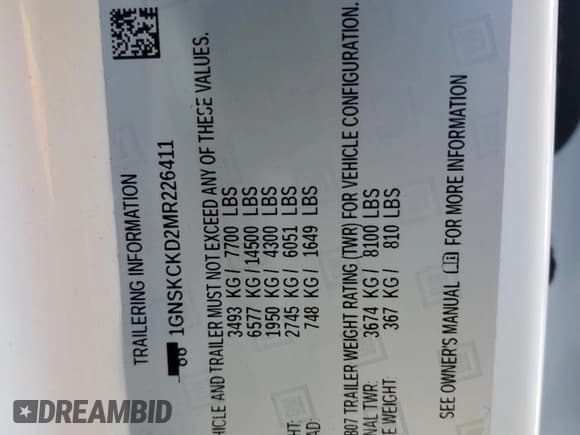 TRAILERING INFORMATION
1GNSKCKD2MR226411
HICLE AND TRAILER MUST NOT EXCEED ANY OF THESE VALUES.
3493 KG / 7700 LBS
6577 KG / 14500 LBS
1950 KG / 4300 LBS
HT: 2745 KG / 6051 LBS
AD: 748 KG / 1649 LBS
807 TRAILER WEIGHT RATING (TWR) FOR VEHICLE CONFIGURATION.
NAL TWR: 3674 KG / 8100 LBS
E WEIGHT: 367 KG / 810 LBS
SEE OWNER'S MANUAL FOR MORE INFORMATION
DREAMBID